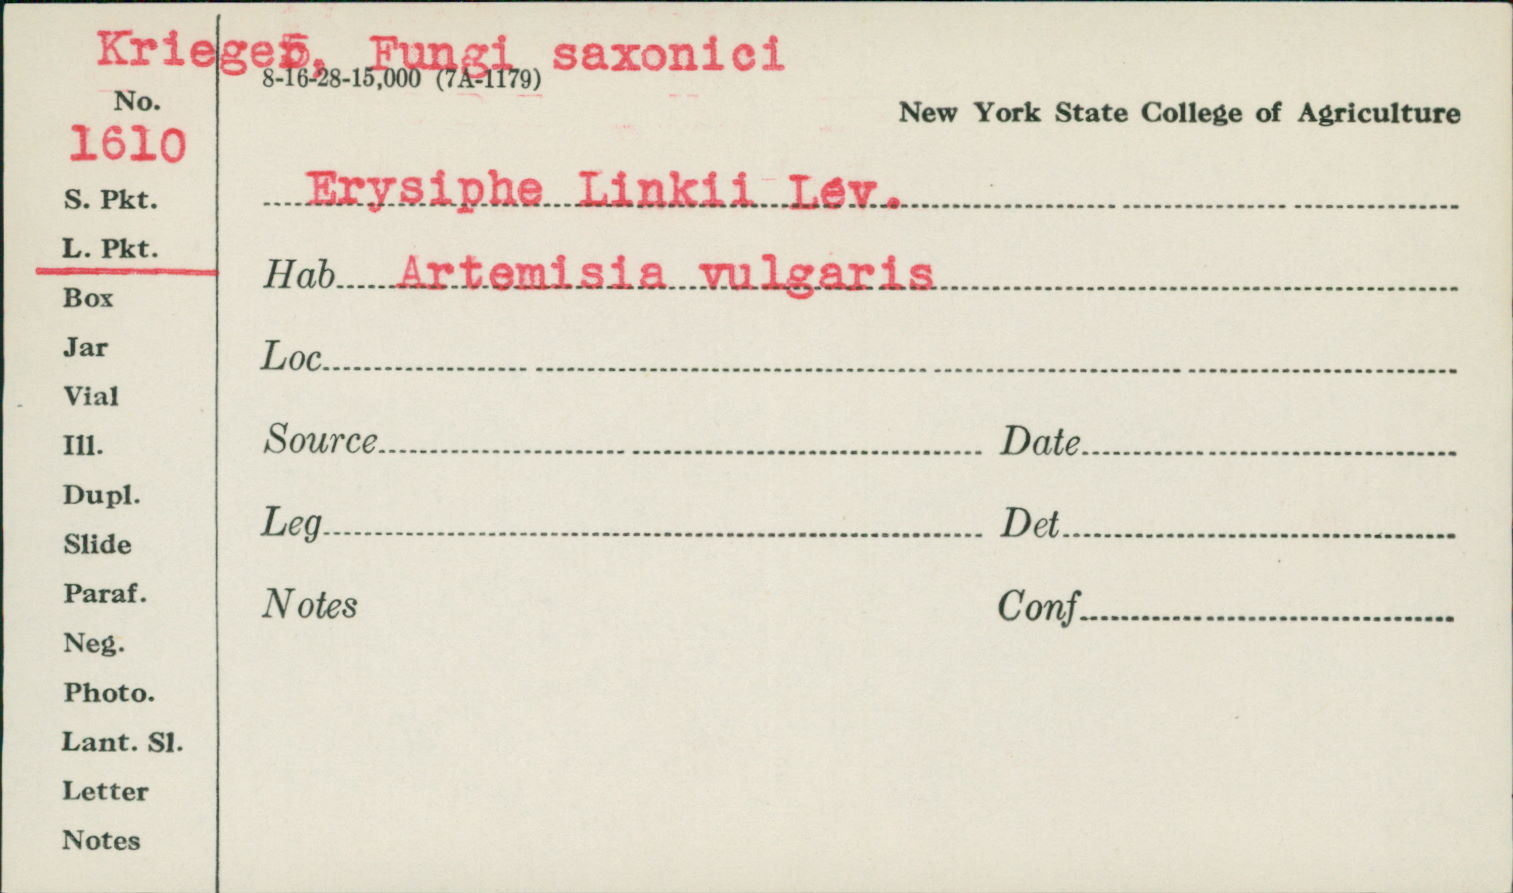 Krieger, Fungi saxonici
8-16-28-15,000 (7A-1179)
No.
New York State College of Agriculture
1610
Erysiphe Linkii Lév.
S. Pkt.
L. Pkt.
Hab Artemisia vulgaris
Box
Jar
Loc
Vial
Ill.
Source Date
Dupl.
Slide
Leg Det
Paraf.
Notes Conf
Neg.
Photo.
Lant. Sl.
Letter
Notes